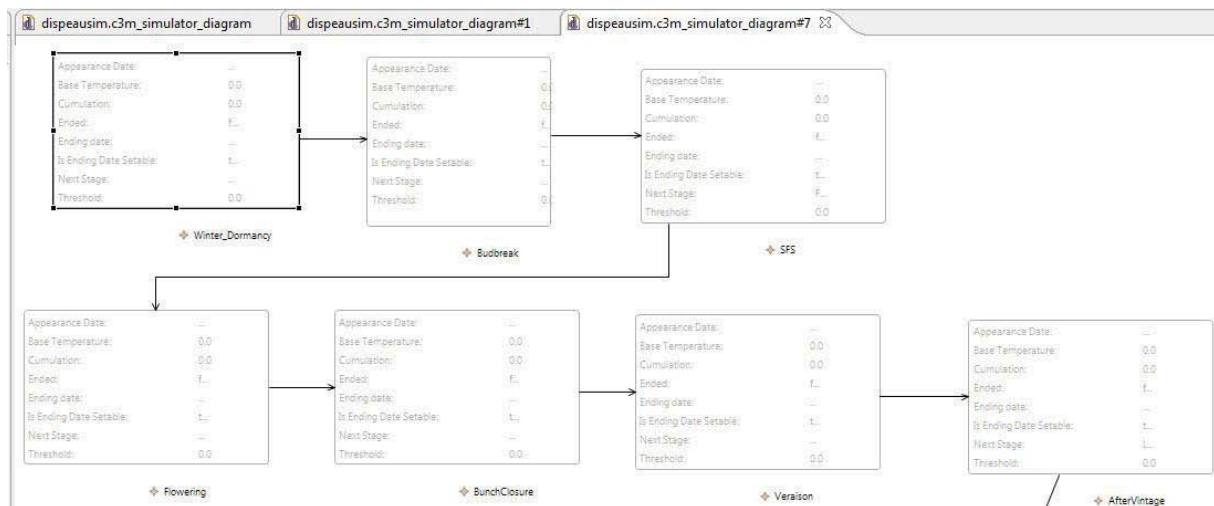 dispeausim.c3m_simulator_diagram
dispeausim.c3m_simulator_diagram#1
dispeausim.c3m_simulator_diagram#7
Appearance Date: ...
Base Temperature: 0.0
Cumulation: 0.0
Ended: f...
Ending date: ...
Is Ending Date Setable: t...
Next Stage: ...
Threshold: 0.0
Winter_Dormancy
Appearance Date: ...
Base Temperature: 0.0
Cumulation: 0.0
Ended: f...
Ending date: ...
Is Ending Date Setable: t...
Next Stage: ...
Threshold: 0.0
Budbreak
Appearance Date: ...
Base Temperature: 0.0
Cumulation: 0.0
Ended: f...
Ending date: ...
Is Ending Date Setable: t...
Next Stage: F...
Threshold: 0.0
SFS
Appearance Date: ...
Base Temperature: 0.0
Cumulation: 0.0
Ended: f...
Ending date: ...
Is Ending Date Setable: t...
Next Stage: ...
Threshold: 0.0
Flowering
Appearance Date: ...
Base Temperature: 0.0
Cumulation: 0.0
Ended: f...
Ending date: ...
Is Ending Date Setable: t...
Next Stage: ...
Threshold: 0.0
BunchClosure
Appearance Date: ...
Base Temperature: 0.0
Cumulation: 0.0
Ended: f...
Ending date: ...
Is Ending Date Setable: t...
Next Stage: ...
Threshold: 0.0
Veraison
Appearance Date: ...
Base Temperature: 0.0
Cumulation: 0.0
Ended: f...
Ending date: ...
Is Ending Date Setable: t...
Next Stage: L...
Threshold: 0.0
AfterVintage